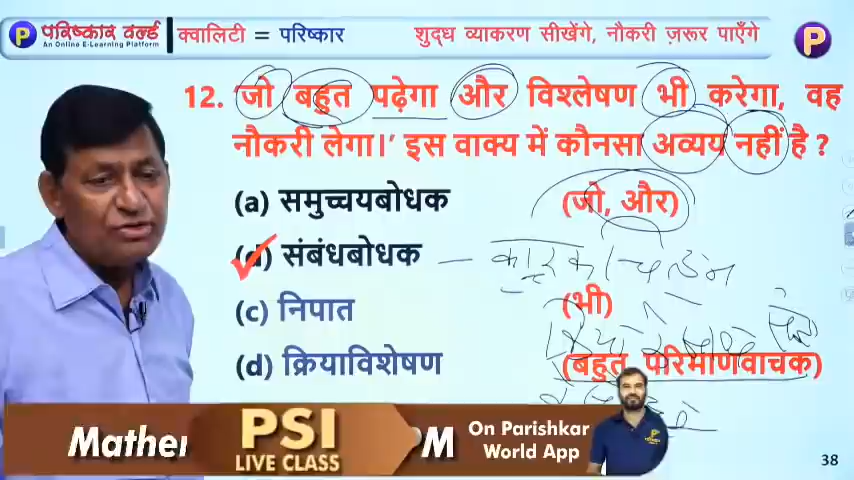 परिष्कार वर्ल्ड
An Online E-Learning Platform
क्वालिटी = परिष्कार
शुद्ध व्याकरण सीखेंगे, नौकरी ज़रूर पाएँगे
12. 'जो बहुत पढ़ेगा और विश्लेषण भी करेगा, वह
नौकरी लेगा।' इस वाक्य में कौनसा अव्यय नहीं है ?
(a) समुच्चयबोधक (जो, और)
(d) संबंधबोधक
(c) निपात (भी)
(d) क्रियाविशेषण (बहुत परिमाणवाचक)
PSI
LIVE CLASS
On Parishkar
World App
38